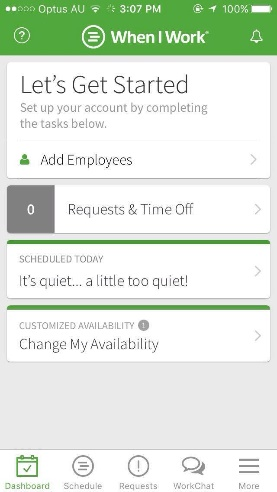 Optus AU 3:07 PM 100%
? When I Work
Let's Get Started
Set up your account by completing
the tasks below.
Add Employees
0 Requests & Time Off
SCHEDULED TODAY
It's quiet... a little too quiet!
CUSTOMIZED AVAILABILITY i
Change My Availability
Dashboard Schedule Requests WorkChat More